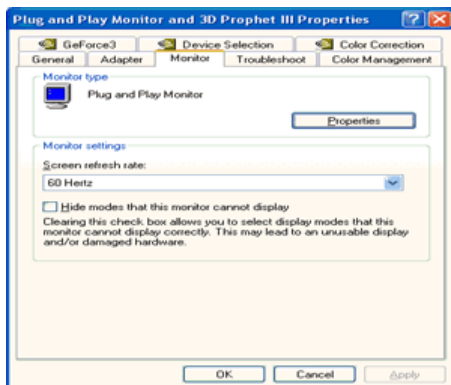 Plug and Play Monitor and 3D Prophet III Properties
GeForce3 Device Selection Color Correction
General Adapter Monitor Troubleshoot Color Management
Monitor type
Plug and Play Monitor
Properties
Monitor settings
Screen refresh rate:
60 Hertz
Hide modes that this monitor cannot display
Clearing this check box allows you to select display modes that this
monitor cannot display correctly. This may lead to an unusable display
and/or damaged hardware.
OK Cancel Apply